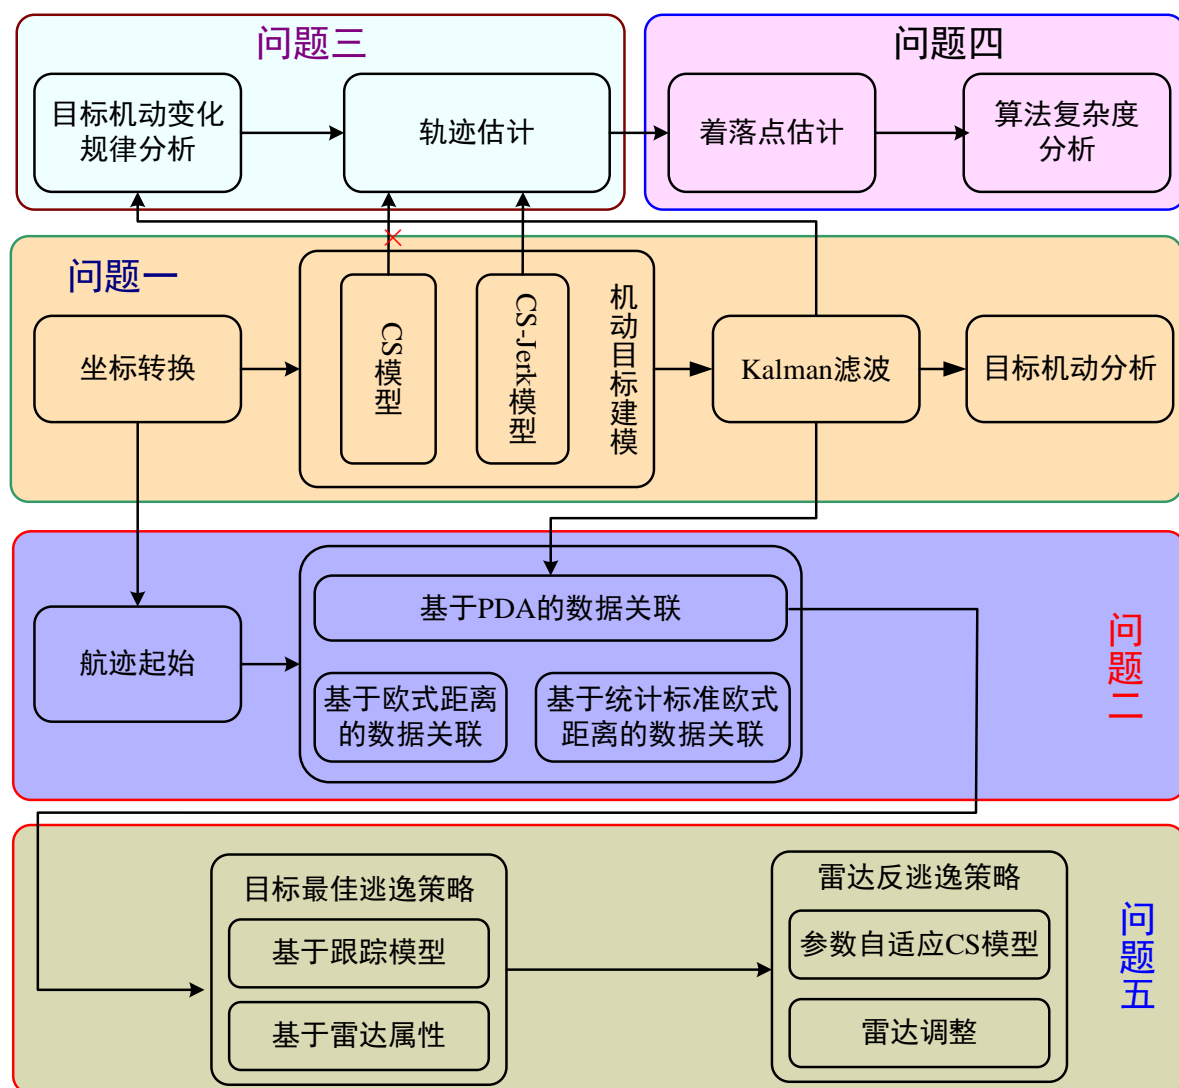 问题三
目标机动变化
规律分析
轨迹估计
问题四
着落点估计
算法复杂度
分析
问题一
坐标转换
CS模型
CS-Jerk模型
机动目标建模
Kalman滤波
目标机动分析
问题二
航迹起始
基于PDA的数据关联
基于欧式距离
的数据关联
基于统计标准欧式
距离的数据关联
目标最佳逃逸策略
基于跟踪模型
基于雷达属性
雷达反逃逸策略
参数自适应CS模型
雷达调整
问题五